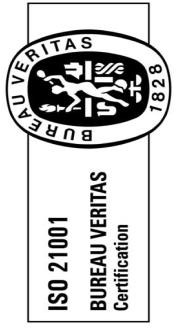 BUREAU VERITAS
1828
ISO 21001
BUREAU VERITAS
Certification